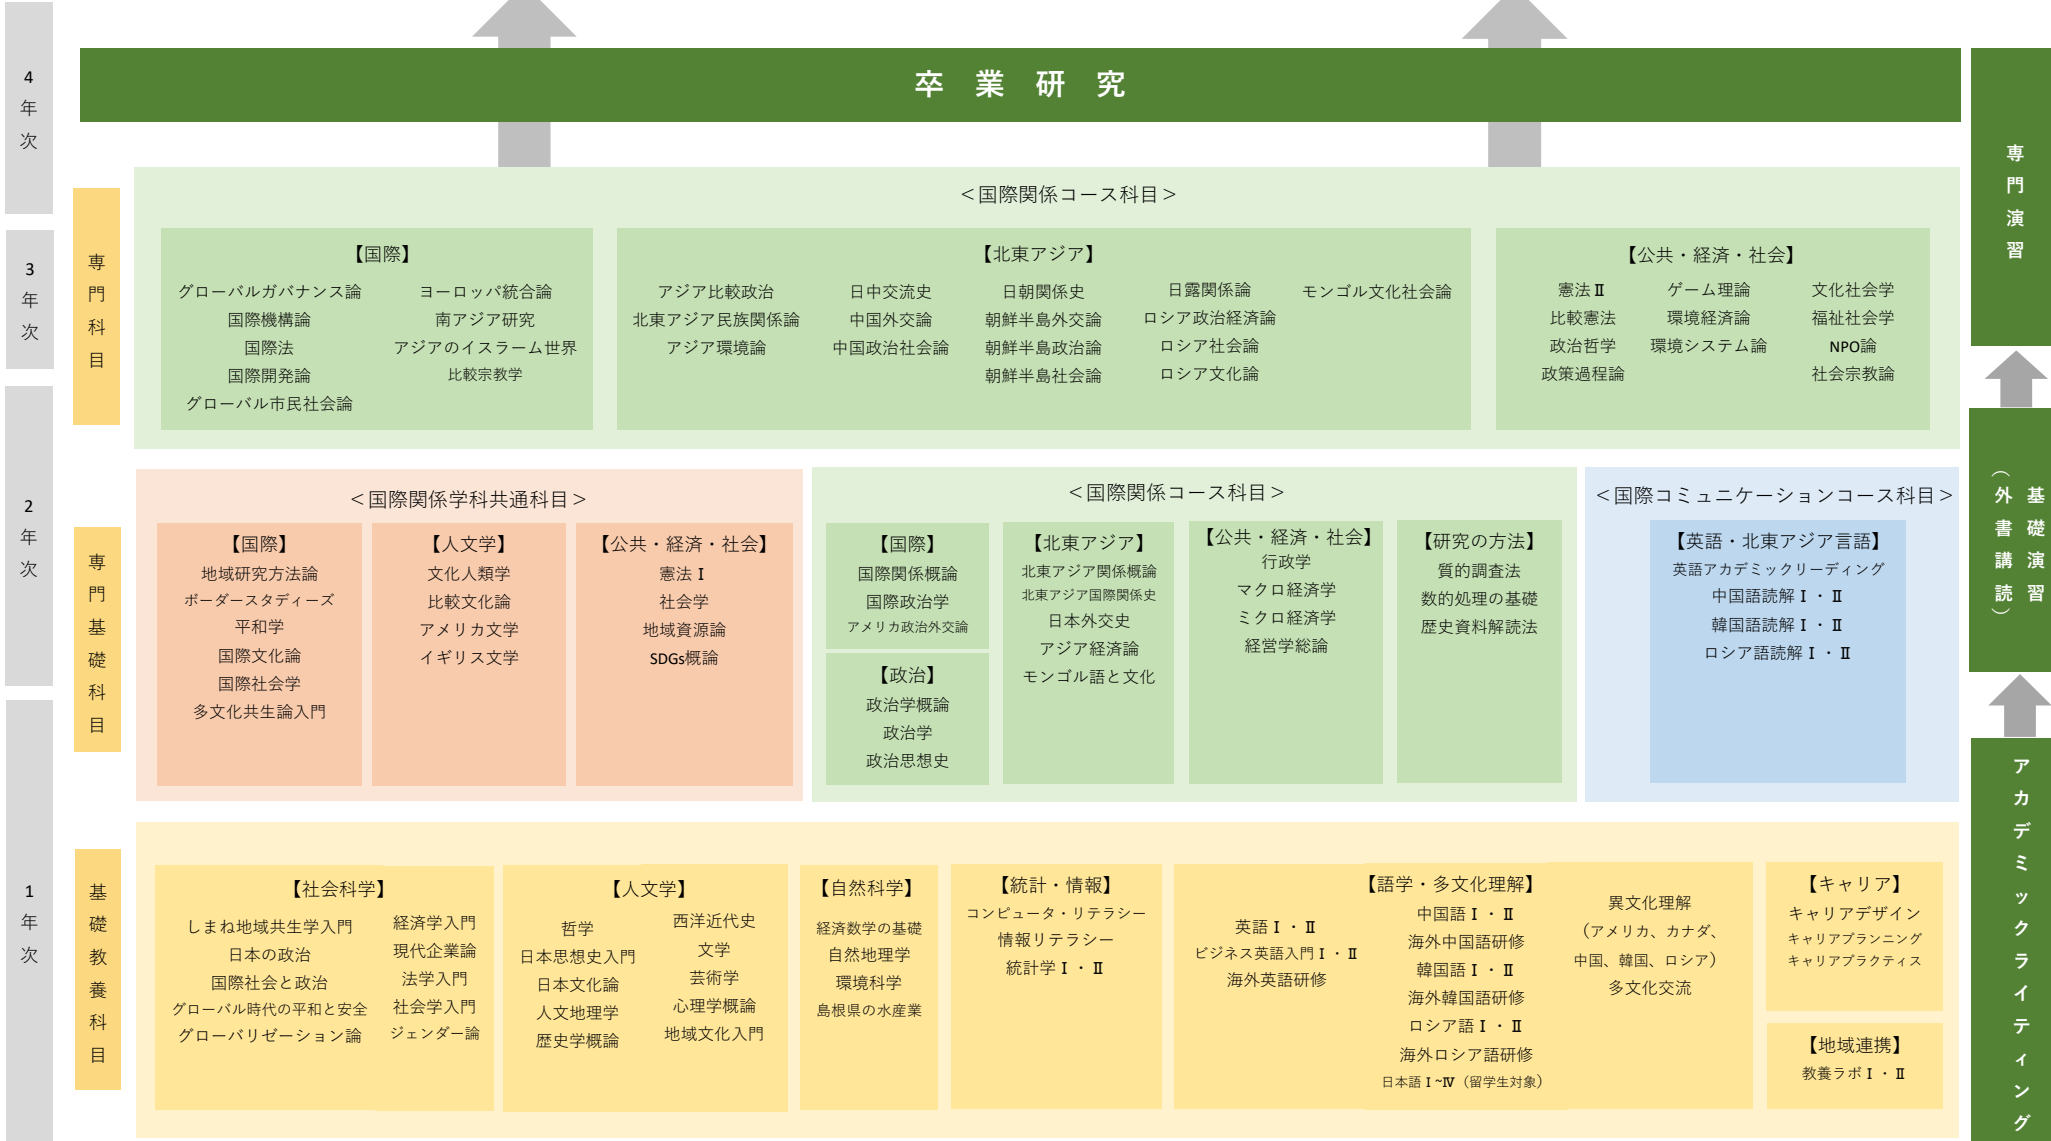 4年次
3年次
2年次
1年次
卒業研究
専門科目
＜国際関係コース科目＞
【国際】
グローバルガバナンス論
国際機構論
国際法
国際開発論
グローバル市民社会論
ヨーロッパ統合論
南アジア研究
アジアのイスラーム世界
比較宗教学
【北東アジア】
アジア比較政治
北東アジア民族関係論
アジア環境論
日中交流史
中国外交論
中国政治社会論
日朝関係史
朝鮮半島外交論
朝鮮半島政治論
朝鮮半島社会論
日露関係論
ロシア政治経済論
ロシア社会論
ロシア文化論
モンゴル文化社会論
【公共・経済・社会】
憲法Ⅱ
比較憲法
政治哲学
政策過程論
ゲーム理論
環境経済論
環境システム論
文化社会学
福祉社会学
NPO論
社会宗教論
専門基礎科目
＜国際関係学科共通科目＞
【国際】
地域研究方法論
ボーダースタディーズ
平和学
国際文化論
国際社会学
多文化共生論入門
【人文学】
文化人類学
比較文化論
アメリカ文学
イギリス文学
【公共・経済・社会】
憲法Ⅰ
社会学
地域資源論
SDGs概論
＜国際関係コース科目＞
【国際】
国際関係概論
国際政治学
アメリカ政治外交論
【政治】
政治学概論
政治学
政治思想史
【北東アジア】
北東アジア関係概論
北東アジア国際関係史
日本外交史
アジア経済論
モンゴル語と文化
【公共・経済・社会】
行政学
マクロ経済学
ミクロ経済学
経営学総論
【研究の方法】
質的調査法
数的処理の基礎
歴史資料解読法
＜国際コミュニケーションコース科目＞
【英語・北東アジア言語】
英語アカデミックリーディング
中国語読解Ⅰ・Ⅱ
韓国語読解Ⅰ・Ⅱ
ロシア語読解Ⅰ・Ⅱ
基礎教養科目
【社会科学】
しまね地域共生学入門
日本の政治
国際社会と政治
グローバル時代の平和と安全
グローバリゼーション論
経済学入門
現代企業論
法学入門
社会学入門
ジェンダー論
【人文学】
哲学
日本思想史入門
日本文化論
人文地理学
歴史学概論
西洋近代史
文学
芸術学
心理学概論
地域文化入門
【自然科学】
経済数学の基礎
自然地理学
環境科学
島根県の水産業
【統計・情報】
コンピュータ・リテラシー
情報リテラシー
統計学Ⅰ・Ⅱ
【語学・多文化理解】
英語Ⅰ・Ⅱ
ビジネス英語入門Ⅰ・Ⅱ
海外英語研修
中国語Ⅰ・Ⅱ
海外中国語研修
韓国語Ⅰ・Ⅱ
海外韓国語研修
ロシア語Ⅰ・Ⅱ
海外ロシア語研修
日本語Ⅰ~Ⅳ（留学生対象）
異文化理解
（アメリカ、カナダ、
中国、韓国、ロシア）
多文化交流
【キャリア】
キャリアデザイン
キャリアプランニング
キャリアプラクティス
【地域連携】
教養ラボⅠ・Ⅱ
専門演習
基礎演習
（外書講読）
アカデミックライティング